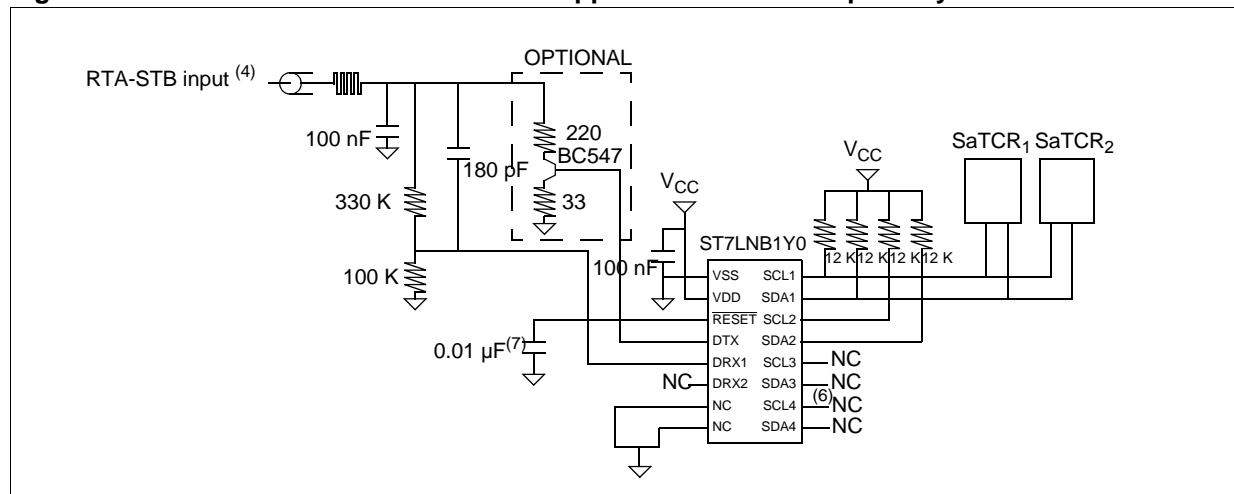 OPTIONAL
RTA-STB input (4)
100 nF
220
BC547
180 pF
330 K
33
100 K
VCC
VCC
SaTCR1 SaTCR2
ST7LNB1Y0
12 K 12 K 12 K 12 K
100 nF
VSS SCL1
VDD SDA1
RESET SCL2
DTX SDA2
DRX1 SCL3 NC
NC DRX2 SDA3 NC
NC SCL4 (6) NC
NC SDA4 NC
0.01 µF(7)